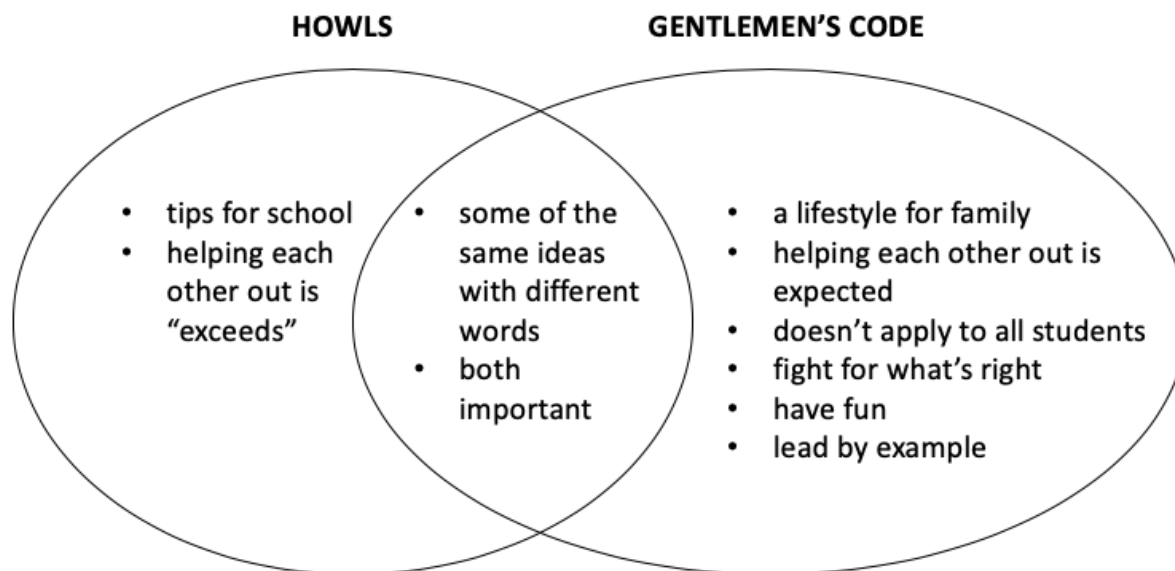 HOWLS
GENTLEMEN’S CODE
• tips for school
• helping each
other out is
“exceeds”
• some of the
same ideas
with different
words
• both
important
• a lifestyle for family
• helping each other out is
expected
• doesn’t apply to all students
• fight for what’s right
• have fun
• lead by example